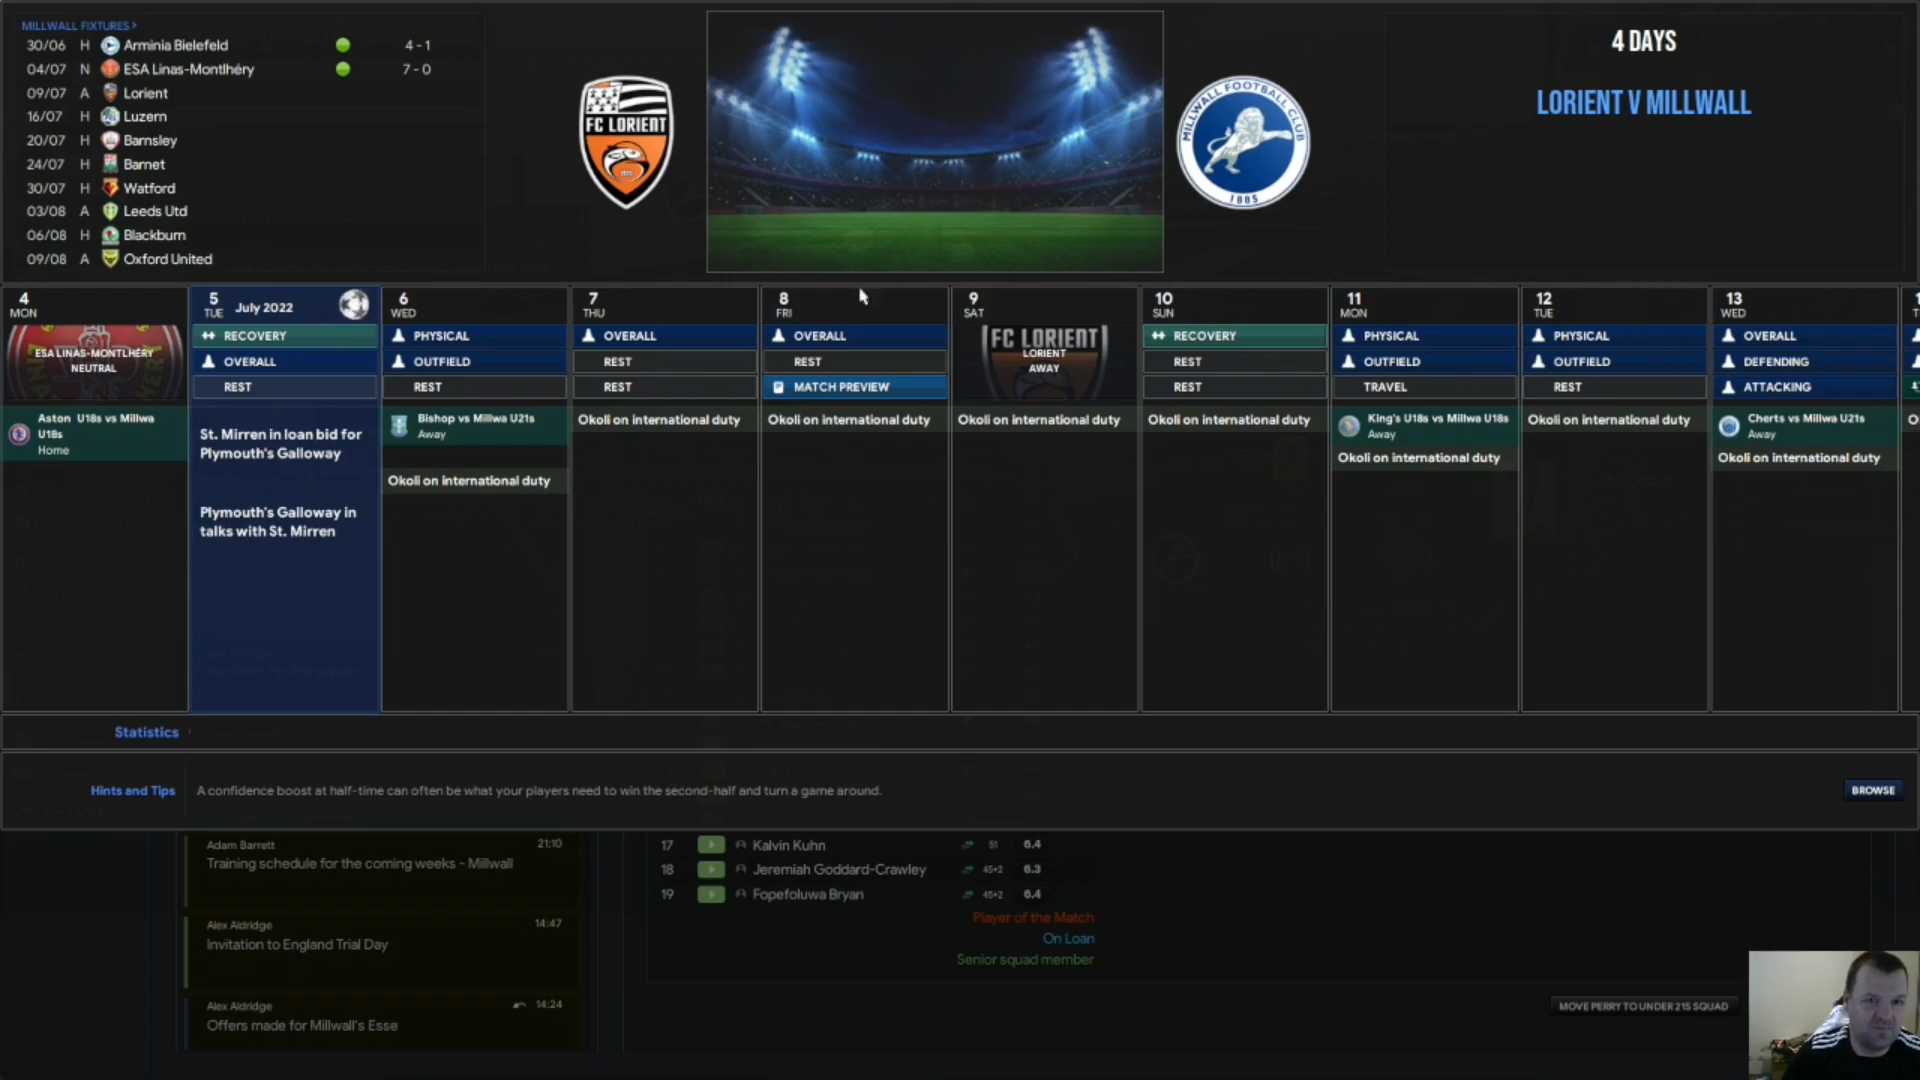 MILLWALL FIXTURES >
30/06 H Arminia Bielefeld 4 - 1
04/07 N ESA Linas-Montlhéry 7 - 0
09/07 A Lorient
16/07 H Luzern
20/07 H Barnsley
24/07 H Barnet
30/07 H Watford
03/08 A Leeds Utd
06/08 H Blackburn
09/08 A Oxford United
FC LORIENT
MILLWALL FOOTBALL CLUB
1885
4 DAYS
LORIENT V MILLWALL
4
MON
ESA LINAS-MONTLHÉRY
NEUTRAL
Aston U18s vs Millwa
U18s
Home
5
TUE July 2022
RECOVERY
OVERALL
REST
St. Mirren in loan bid for
Plymouth's Galloway
Plymouth's Galloway in
talks with St. Mirren
6
WED
PHYSICAL
OUTFIELD
REST
Bishop vs Millwa U21s
Away
Okoli on international duty
7
THU
OVERALL
REST
REST
Okoli on international duty
8
FRI
OVERALL
REST
MATCH PREVIEW
Okoli on international duty
9
SAT
FC LORIENT
LORIENT
AWAY
Okoli on international duty
10
SUN
RECOVERY
REST
REST
Okoli on international duty
11
MON
PHYSICAL
OUTFIELD
TRAVEL
King's U18s vs Millwa U18s
Away
Okoli on international duty
12
TUE
PHYSICAL
OUTFIELD
REST
Okoli on international duty
13
WED
OVERALL
DEFENDING
ATTACKING
Cherts vs Millwa U21s
Away
Okoli on international duty
Statistics
Hints and Tips
A confidence boost at half-time can often be what your players need to win the second-half and turn a game around.
BROWSE
Adam Barrett 21:10
Training schedule for the coming weeks - Millwall
Alex Aldridge 14:47
Invitation to England Trial Day
Alex Aldridge 14:24
Offers made for Millwall's Esse
17 Kalvin Kuhn 51 6.4
18 Jeremiah Goddard-Crawley 45+2 6.3
19 Fopefoluwa Bryan 45+2 6.4
Player of the Match
On Loan
Senior squad member
MOVE PERRY TO UNDER 21S SQUAD